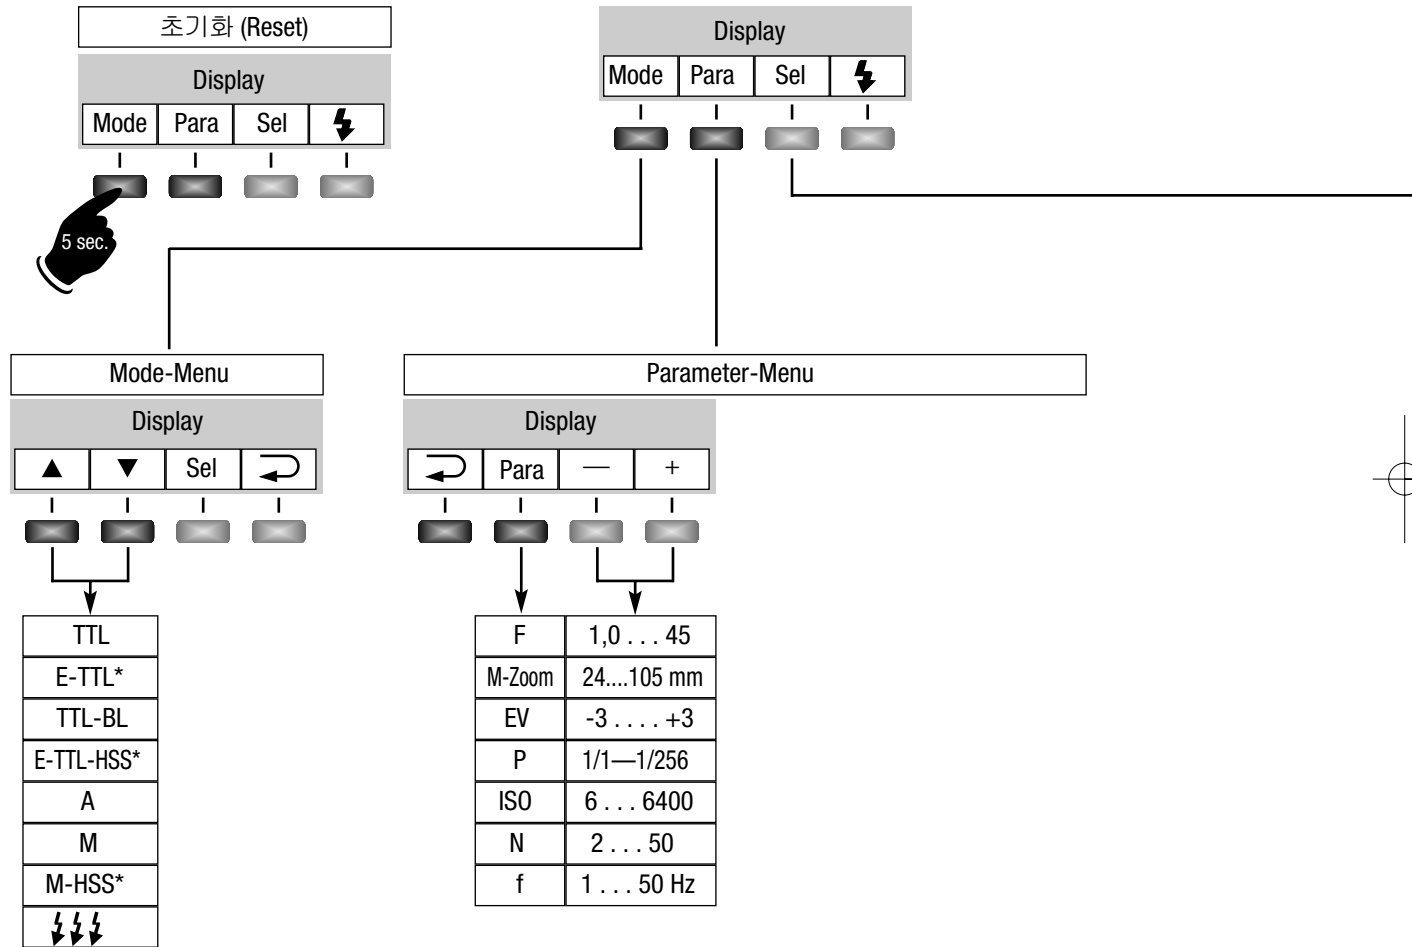 초기화 (Reset)
Display
Mode Para Sel
5 sec.
Display
Mode Para Sel
Mode-Menu
Display
▲ ▼ Sel
TTL
E-TTL*
TTL-BL
E-TTL-HSS*
A
M
M-HSS*
Parameter-Menu
Display
Para — +
F 1,0 . . . 45
M-Zoom 24....105 mm
EV -3 . . . . +3
P 1/1—1/256
ISO 6 . . . 6400
N 2 . . . 50
f 1 . . . 50 Hz